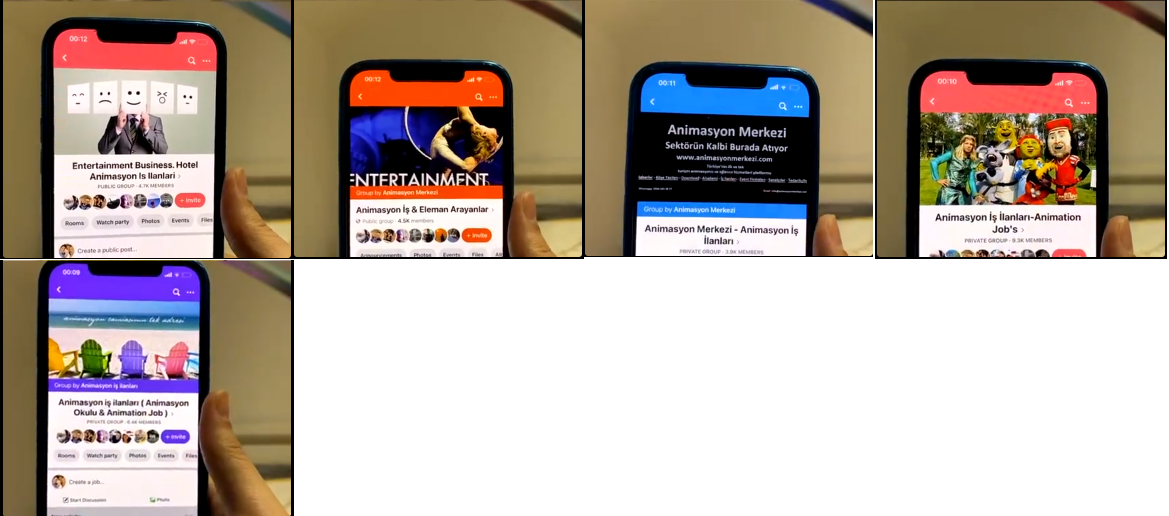 00:12
Entertainment Business. Hotel
Animasyon Is Ilanlari ›
PUBLIC GROUP · 4.7K MEMBERS
+ Invite
Rooms
Watch party
Photos
Events
Files
Create a public post...
00:12
ENTERTAINMENT
Group by Animasyon Merkezi
Animasyon İş & Eleman Arayanlar ›
Public group · 4.5K members
+ Invite
Announcements
Photos
Events
Files
00:11
Animasyon Merkezi
Sektörün Kalbi Burada Atıyor
www.animasyonmerkezi.com
Group by Animasyon Merkezi
Animasyon Merkezi - Animasyon İş
İlanları ›
PRIVATE GROUP · 3.9K MEMBERS
00:10
Animasyon İş İlanları-Animation
Job's ›
PRIVATE GROUP · 9.3K MEMBERS
00:09
animasyon camiasının tek adresi
Group by Animasyon iş ilanları
Animasyon iş ilanları ( Animasyon
Okulu & Animation Job ) ›
PRIVATE GROUP · 6.4K MEMBERS
+ Invite
Rooms
Watch party
Photos
Events
Files
Create a job...
Start Discussion
Photo